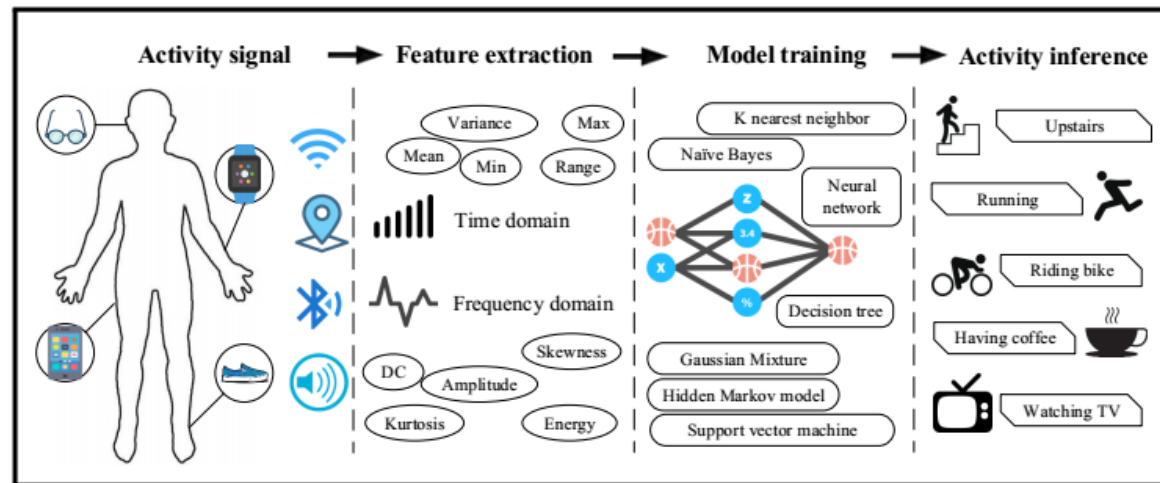 Activity signal
Feature extraction
Model training
Activity inference
Variance
Max
Mean
Min
Range
Time domain
Frequency domain
Skewness
DC
Amplitude
Kurtosis
Energy
K nearest neighbor
Naïve Bayes
Neural
network
Z
3.4
X
%
Decision tree
Gaussian Mixture
Hidden Markov model
Support vector machine
Upstairs
Running
Riding bike
Having coffee
Watching TV